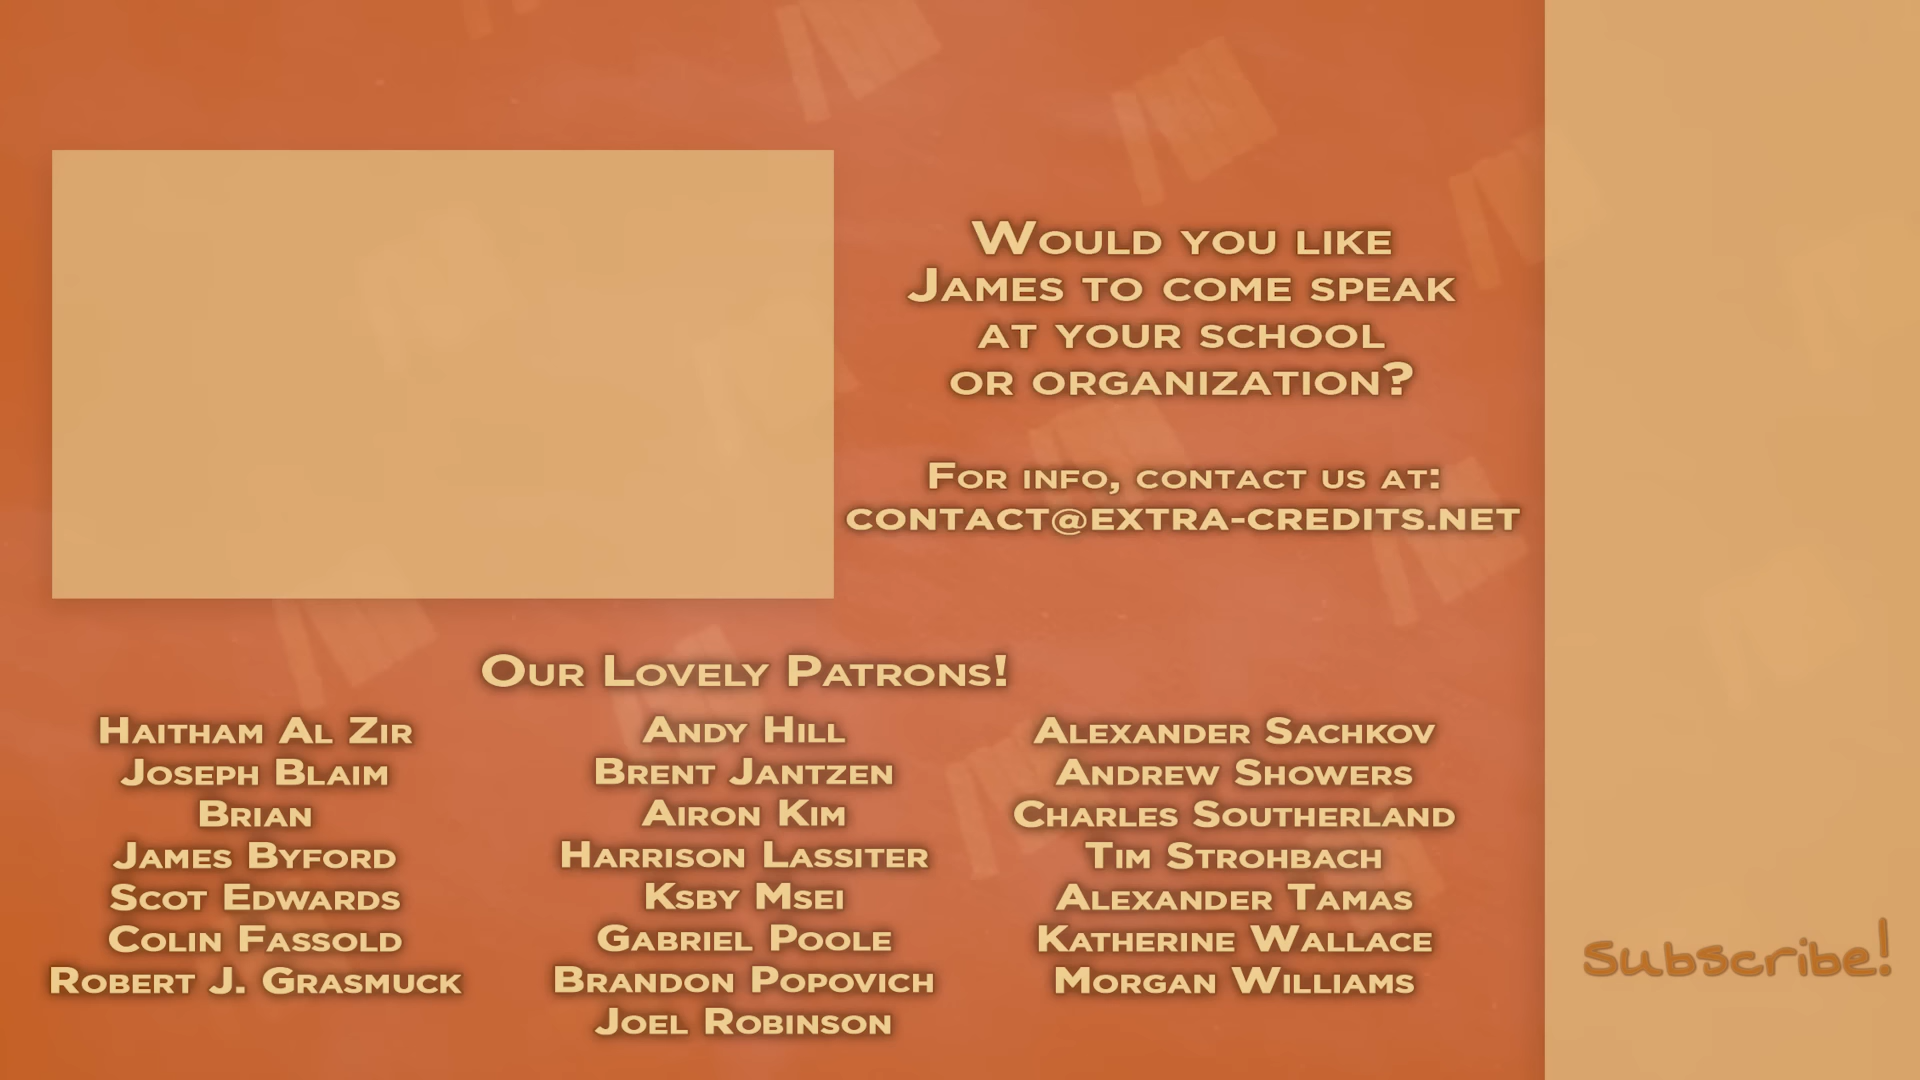 Would you like
James to come speak
at your school
or organization?
For info, contact us at:
contact@extra-credits.net
Our Lovely Patrons!
Haitham Al Zir
Joseph Blaim
Brian
James Byford
Scot Edwards
Colin Fassold
Robert J. Grasmuck
Andy Hill
Brent Jantzen
Airon Kim
Harrison Lassiter
Ksby Msei
Gabriel Poole
Brandon Popovich
Joel Robinson
Alexander Sachkov
Andrew Showers
Charles Southerland
Tim Strohbach
Alexander Tamas
Katherine Wallace
Morgan Williams
Subscribe!